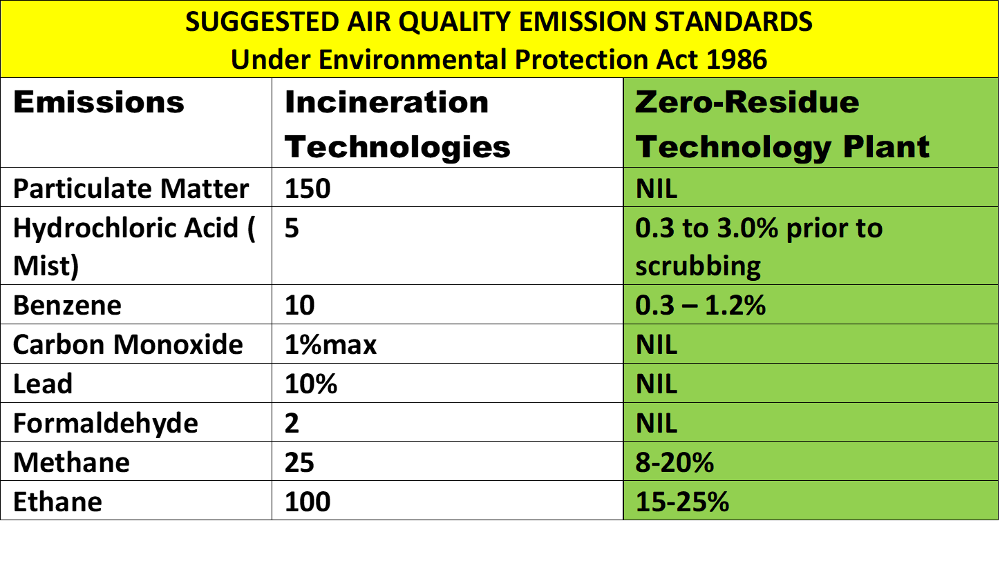 SUGGESTED AIR QUALITY EMISSION STANDARDS
Under Environmental Protection Act 1986
Emissions
Incineration
Technologies
Zero-Residue
Technology Plant
Particulate Matter
150
NIL
Hydrochloric Acid (
Mist)
5
0.3 to 3.0% prior to
scrubbing
Benzene
10
0.3 – 1.2%
Carbon Monoxide
1%max
NIL
Lead
10%
NIL
Formaldehyde
2
NIL
Methane
25
8-20%
Ethane
100
15-25%